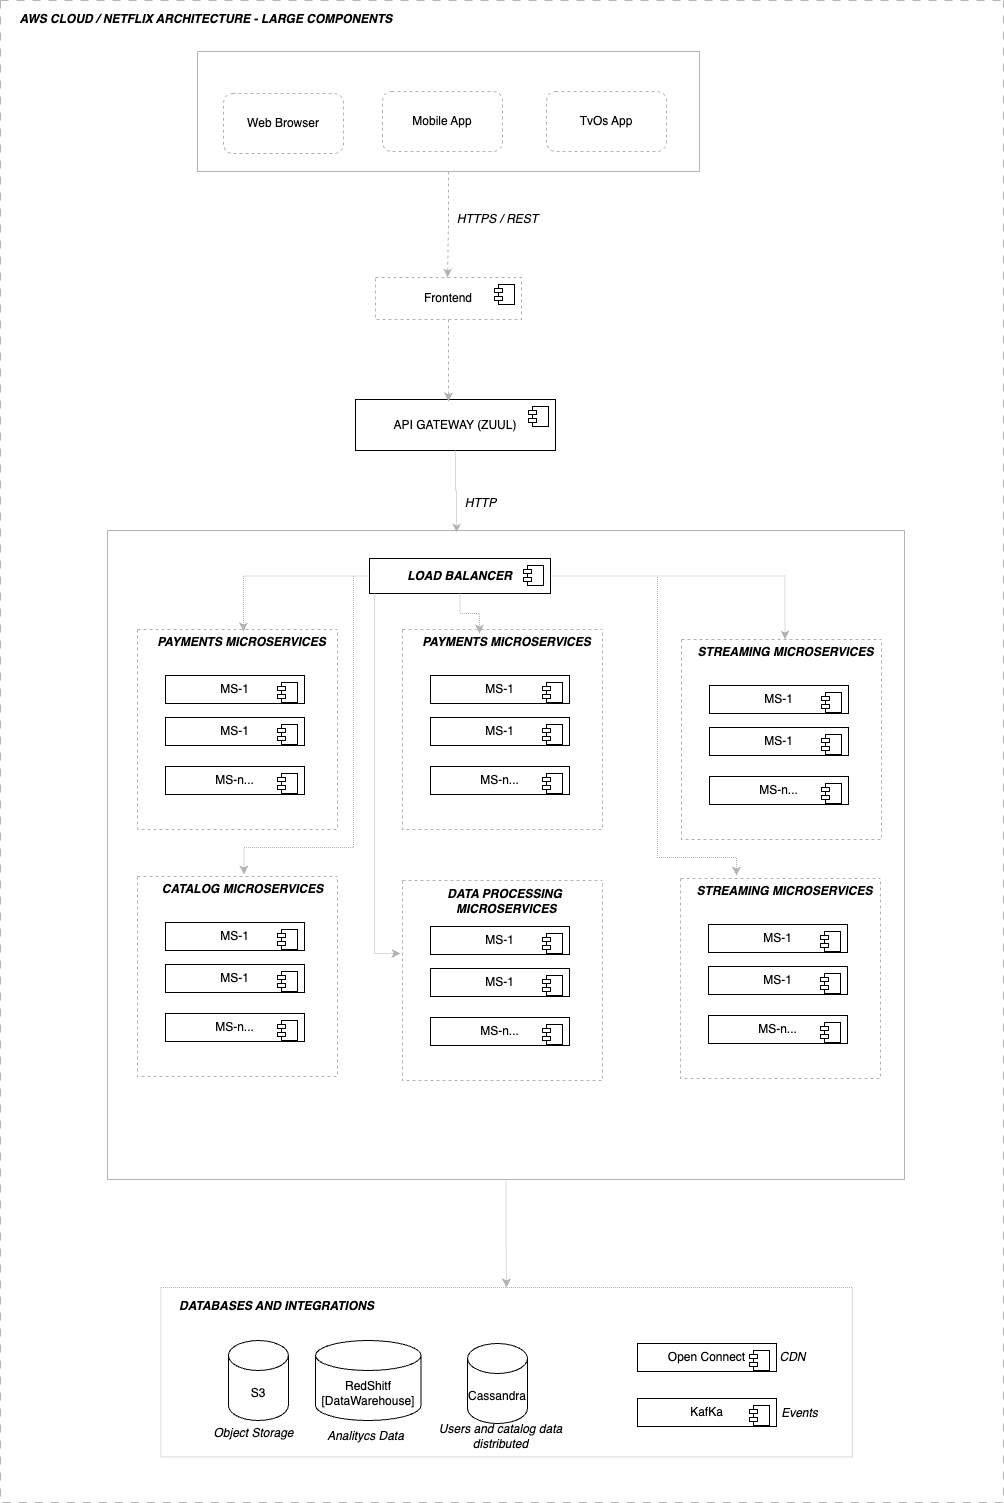 AWS CLOUD / NETFLIX ARCHITECTURE - LARGE COMPONENTS
Web Browser
Mobile App
TvOs App
HTTPS / REST
Frontend
API GATEWAY (ZUUL)
HTTP
LOAD BALANCER
PAYMENTS MICROSERVICES
MS-1
MS-1
MS-n...
PAYMENTS MICROSERVICES
MS-1
MS-1
MS-n...
STREAMING MICROSERVICES
MS-1
MS-1
MS-n...
CATALOG MICROSERVICES
MS-1
MS-1
MS-n...
DATA PROCESSING
MICROSERVICES
MS-1
MS-1
MS-n...
STREAMING MICROSERVICES
MS-1
MS-1
MS-n...
DATABASES AND INTEGRATIONS
S3
Object Storage
RedShitf
[DataWarehouse]
Analitycs Data
Cassandra
Users and catalog data
distributed
Open Connect
CDN
KafKa
Events